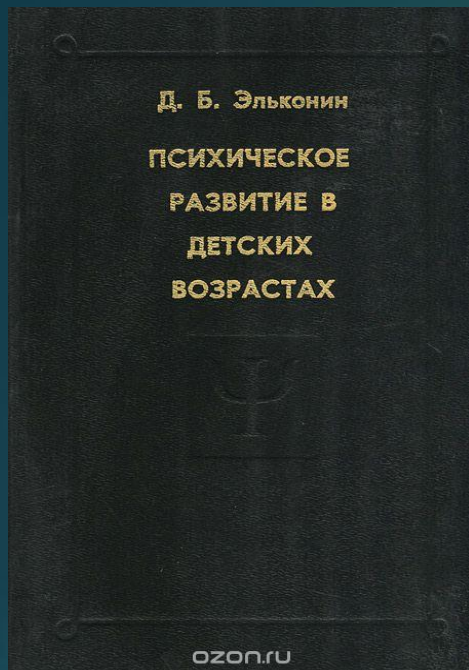 Д. Б. Эльконин
ПСИХИЧЕСКОЕ
РАЗВИТИЕ В
ДЕТСКИХ
ВОЗРАСТАХ
Ψ
ozon.ru